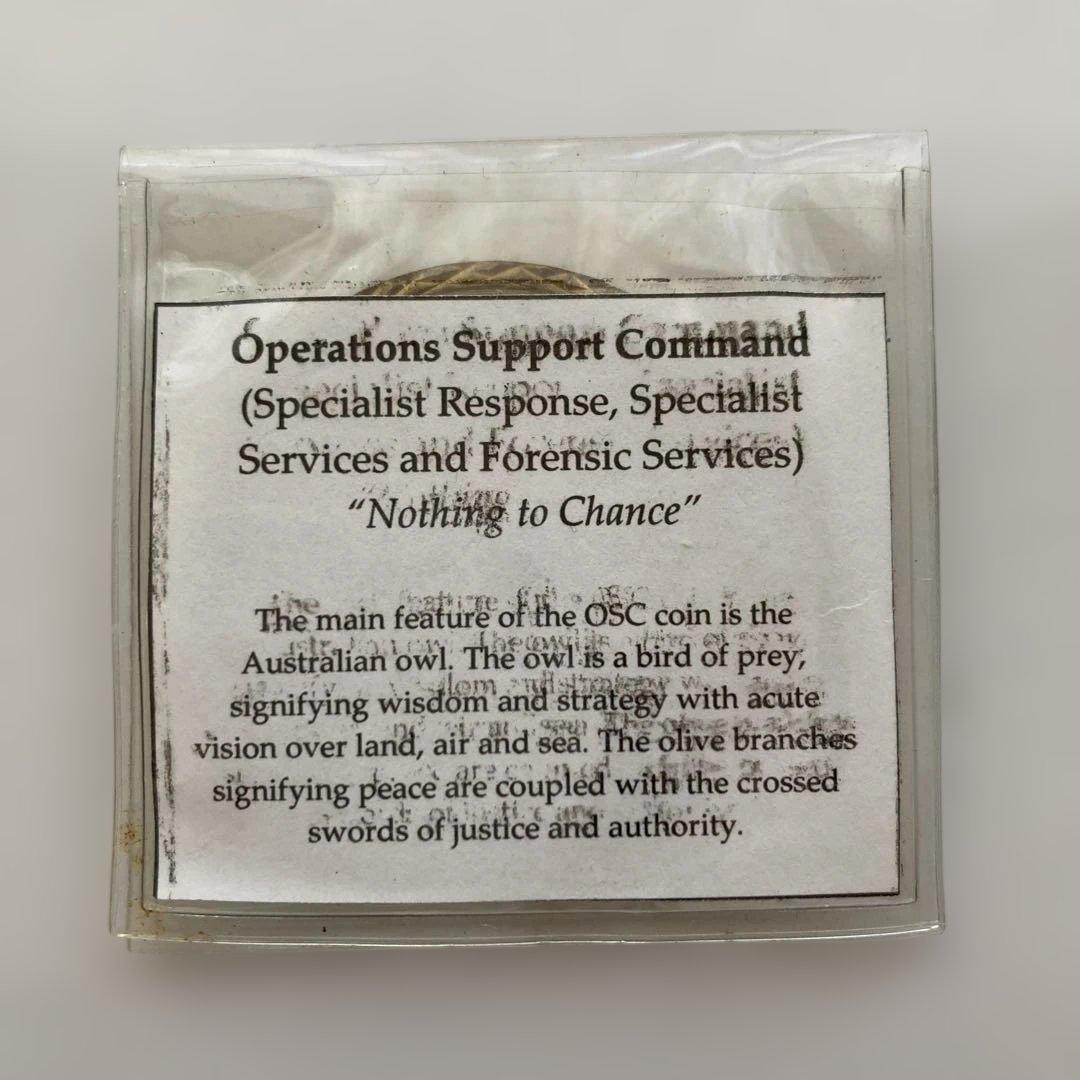 Operations Support Command
(Specialist Response, Specialist
Services and Forensic Services)
“Nothing to Chance”
The main feature of the OSC coin is the
Australian owl. The owl is a bird of prey,
signifying wisdom and strategy with acute
vision over land, air and sea. The olive branches
signifying peace are coupled with the crossed
swords of justice and authority.